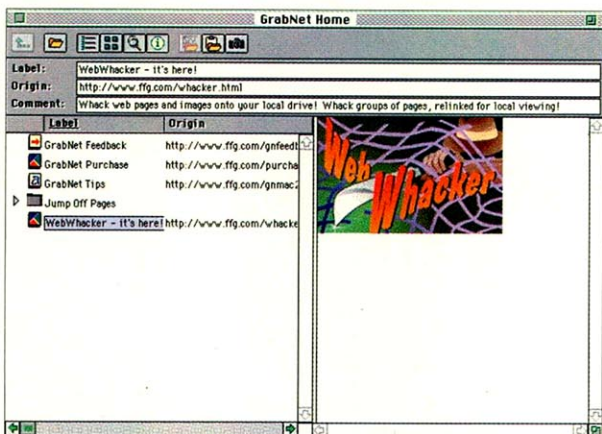 GrabNet Home
Label: WebWhacker - it's here!
Origin: http://www.ffg.com/whacker.html
Comment: Whack web pages and images onto your local drive! Whack groups of pages, relinked for local viewing!
Label Origin
GrabNet Feedback http://www.ffg.com/gnfeedb
GrabNet Purchase http://www.ffg.com/purcha
GrabNet Tips http://www.ffg.com/gnmac2
Jump Off Pages
WebWhacker - it's here! http://www.ffg.com/whacke
Web
Whacker